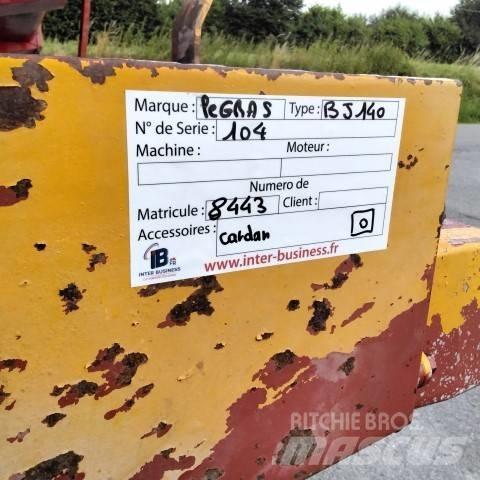 Marque : PeGRAS Type : BJ140
N° de Serie : 104
Machine : Moteur :
Numero de
Matricule : 8443 Client :
Accessoires : Cardan 0
IB
INTER BUSINESS
www.inter-business.fr
RITCHIE BROS.
MASCUS